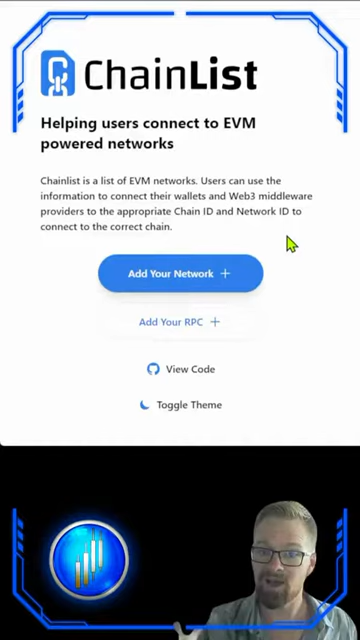 ChainList
Helping users connect to EVM
powered networks
Chainlist is a list of EVM networks. Users can use the
information to connect their wallets and Web3 middleware
providers to the appropriate Chain ID and Network ID to
connect to the correct chain.
Add Your Network +
Add Your RPC +
View Code
Toggle Theme